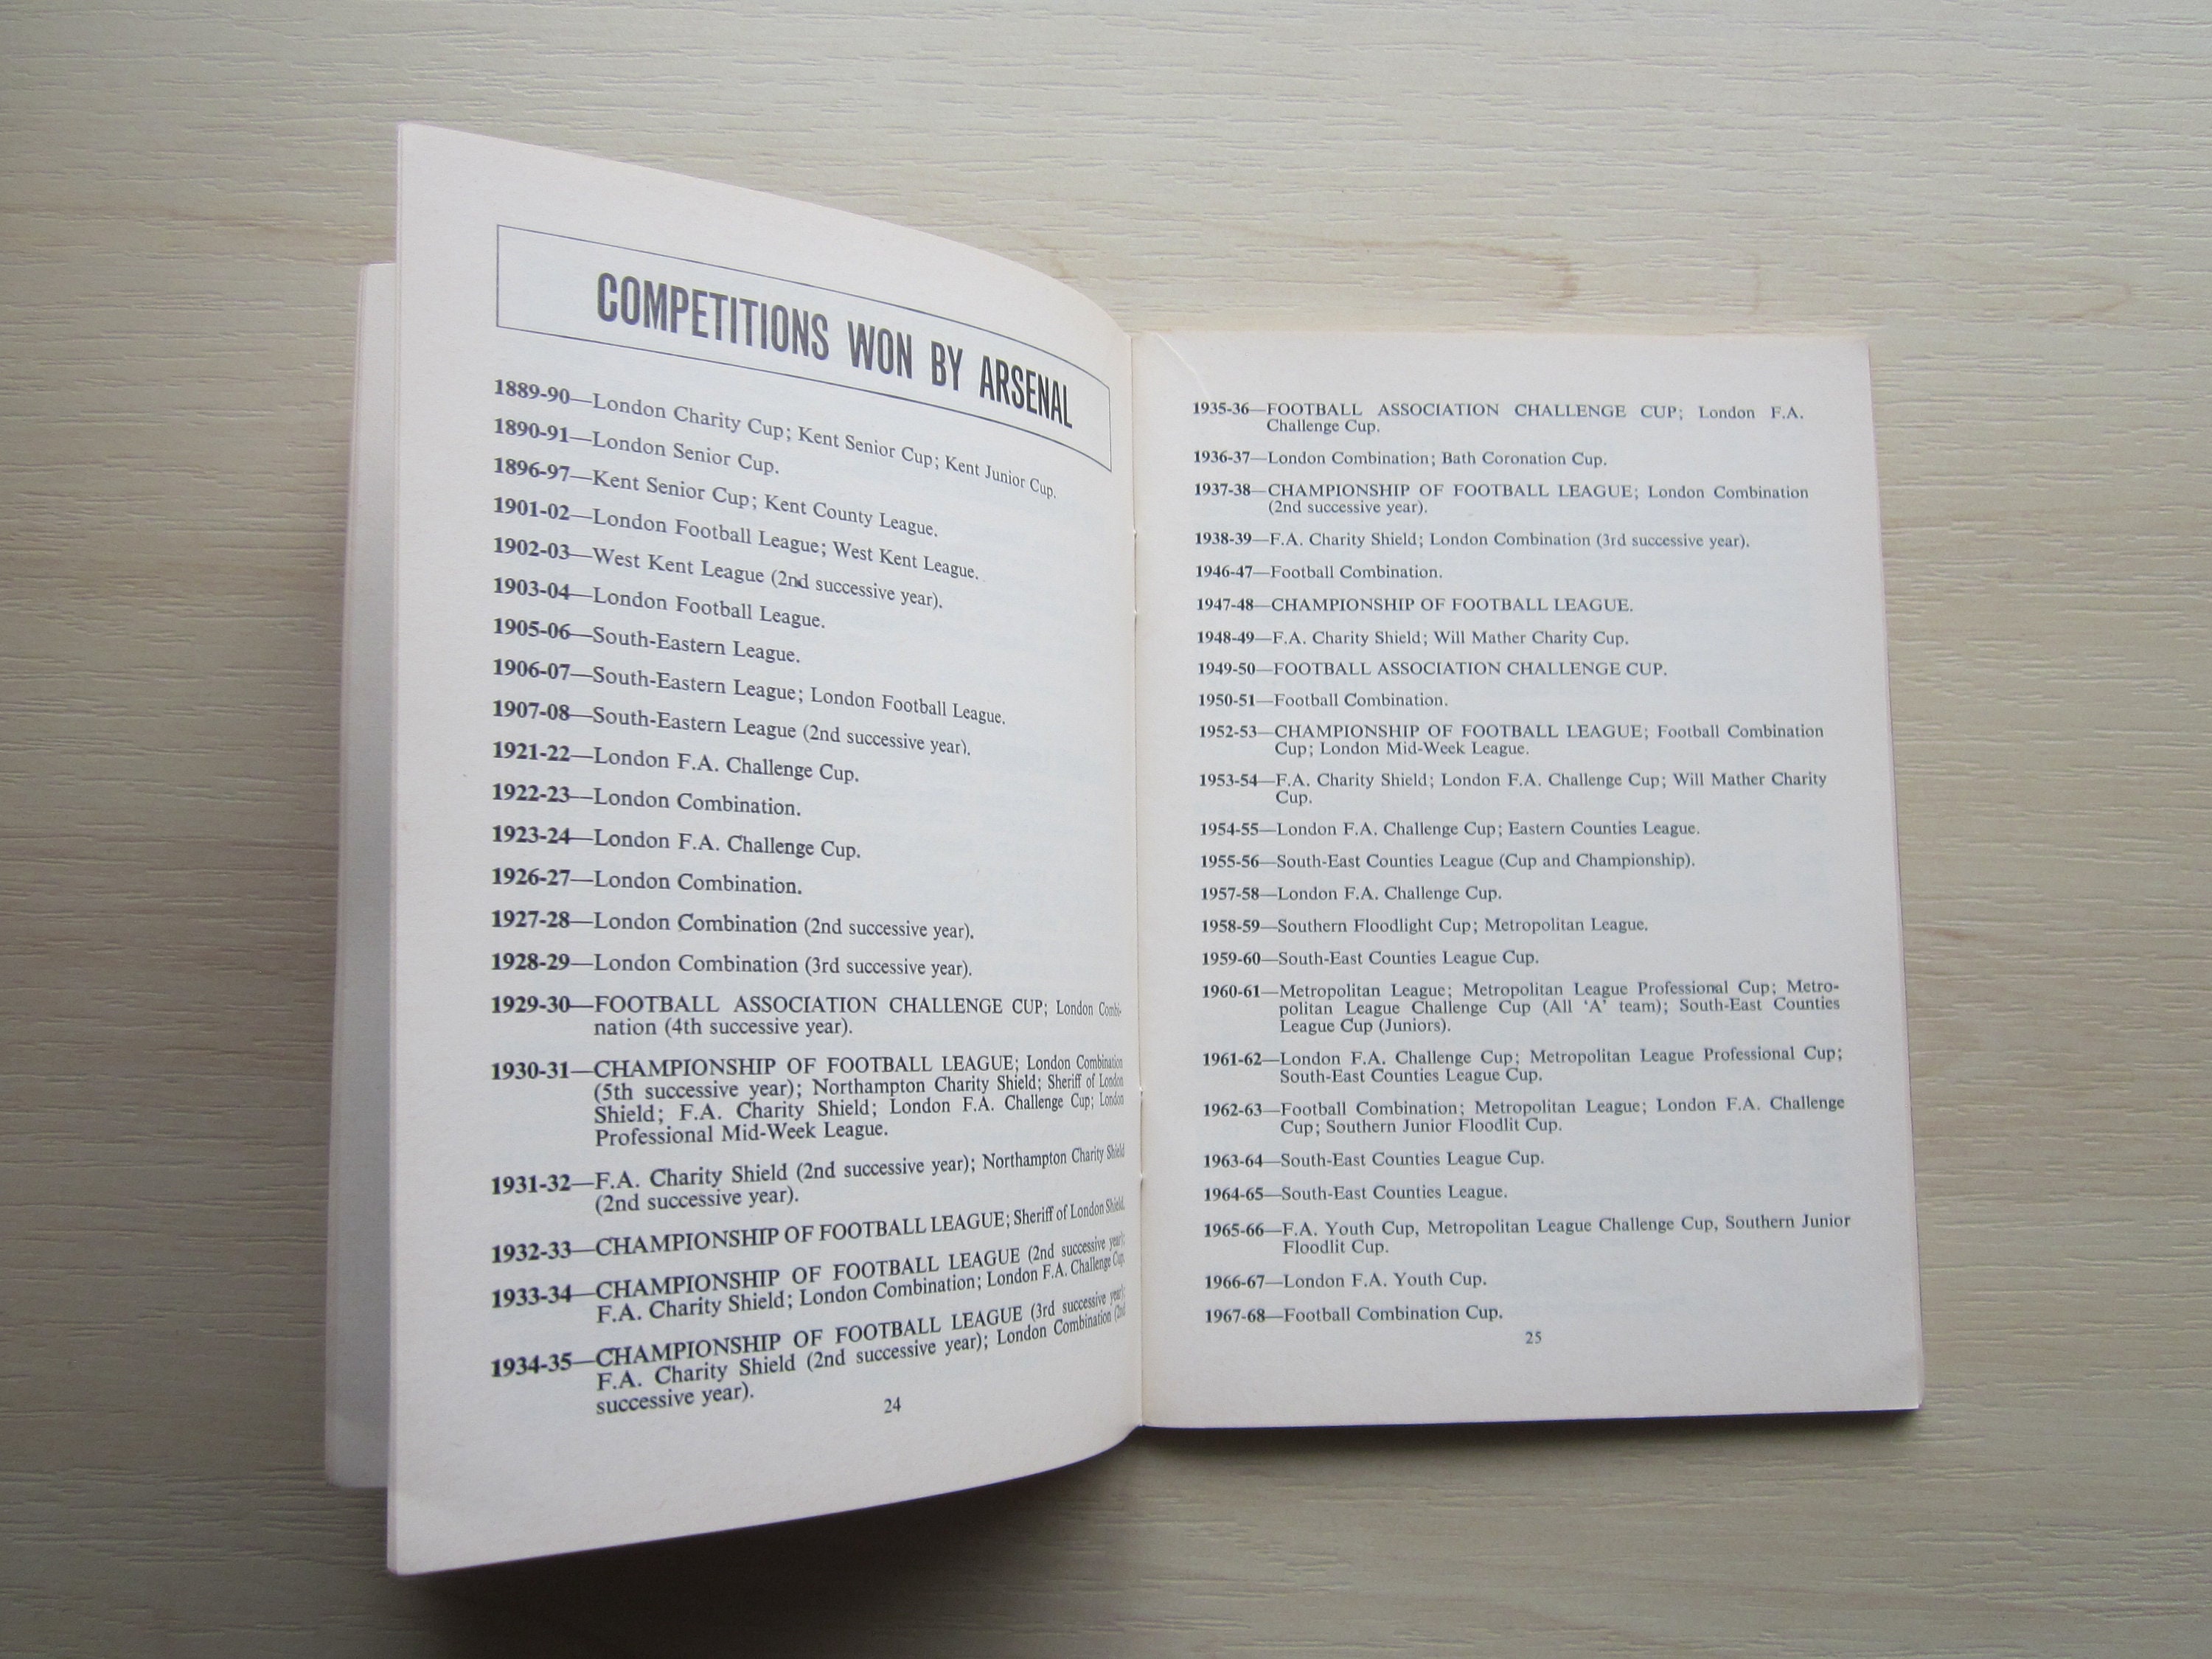 COMPETITIONS WON BY ARSENAL
1889-90—London Charity Cup; Kent Senior Cup; Kent Junior Cup.
1890-91—London Senior Cup.
1896-97—Kent Senior Cup; Kent County League.
1901-02—London Football League; West Kent League.
1902-03—West Kent League (2nd successive year).
1903-04—London Football League.
1905-06—South-Eastern League.
1906-07—South-Eastern League; London Football League.
1907-08—South-Eastern League (2nd successive year).
1921-22—London F.A. Challenge Cup.
1922-23—London Combination.
1923-24—London F.A. Challenge Cup.
1926-27—London Combination.
1927-28—London Combination (2nd successive year).
1928-29—London Combination (3rd successive year).
1929-30—FOOTBALL ASSOCIATION CHALLENGE CUP; London Combi-
nation (4th successive year).
1930-31—CHAMPIONSHIP OF FOOTBALL LEAGUE; London Combination
(5th successive year); Northampton Charity Shield; Sheriff of London
Shield; F.A. Charity Shield; London F.A. Challenge Cup; London
Professional Mid-Week League.
1931-32—F.A. Charity Shield (2nd successive year); Northampton Charity Shield
(2nd successive year).
1932-33—CHAMPIONSHIP OF FOOTBALL LEAGUE; Sheriff of London Shield.
1933-34—CHAMPIONSHIP OF FOOTBALL LEAGUE (2nd successive year);
F.A. Charity Shield; London Combination; London F.A. Challenge Cup.
1934-35—CHAMPIONSHIP OF FOOTBALL LEAGUE (3rd successive year);
F.A. Charity Shield (2nd successive year); London Combination (2nd
successive year).
24
1935-36—FOOTBALL ASSOCIATION CHALLENGE CUP; London F.A.
Challenge Cup.
1936-37—London Combination; Bath Coronation Cup.
1937-38—CHAMPIONSHIP OF FOOTBALL LEAGUE; London Combination
(2nd successive year).
1938-39—F.A. Charity Shield; London Combination (3rd successive year).
1946-47—Football Combination.
1947-48—CHAMPIONSHIP OF FOOTBALL LEAGUE.
1948-49—F.A. Charity Shield; Will Mather Charity Cup.
1949-50—FOOTBALL ASSOCIATION CHALLENGE CUP.
1950-51—Football Combination.
1952-53—CHAMPIONSHIP OF FOOTBALL LEAGUE; Football Combination
Cup; London Mid-Week League.
1953-54—F.A. Charity Shield; London F.A. Challenge Cup; Will Mather Charity
Cup.
1954-55—London F.A. Challenge Cup; Eastern Counties League.
1955-56—South-East Counties League (Cup and Championship).
1957-58—London F.A. Challenge Cup.
1958-59—Southern Floodlight Cup; Metropolitan League.
1959-60—South-East Counties League Cup.
1960-61—Metropolitan League; Metropolitan League Professional Cup; Metro-
politan League Challenge Cup (All 'A' team); South-East Counties
League Cup (Juniors).
1961-62—London F.A. Challenge Cup; Metropolitan League Professional Cup;
South-East Counties League Cup.
1962-63—Football Combination; Metropolitan League; London F.A. Challenge
Cup; Southern Junior Floodlit Cup.
1963-64—South-East Counties League Cup.
1964-65—South-East Counties League.
1965-66—F.A. Youth Cup, Metropolitan League Challenge Cup, Southern Junior
Floodlit Cup.
1966-67—London F.A. Youth Cup.
1967-68—Football Combination Cup.
25